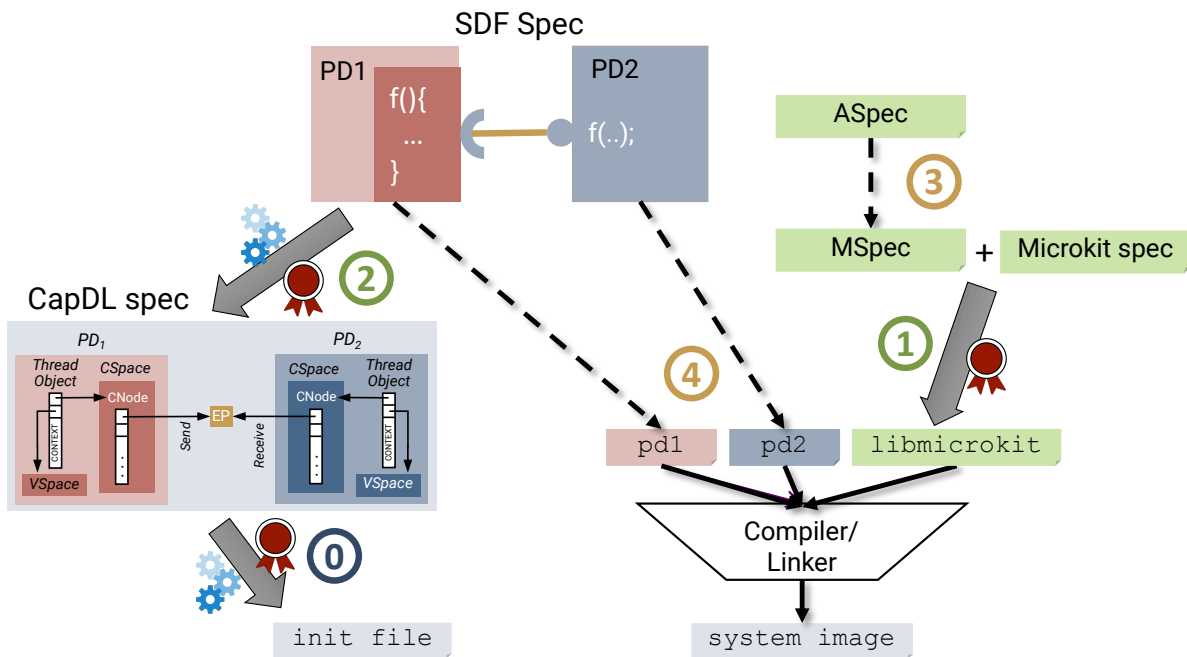 SDF Spec
PD1
f(){
...
}
PD2
f(..);
ASpec
3
MSpec
+
Microkit spec
2
1
CapDL spec
PD1
Thread
Object
CSpace
CNode
CONTEXT
VSpace
Send
EP
Receive
PD2
CSpace
Thread
Object
CNode
CONTEXT
VSpace
4
pd1
pd2
libmicrokit
Compiler/
Linker
0
init file
system image